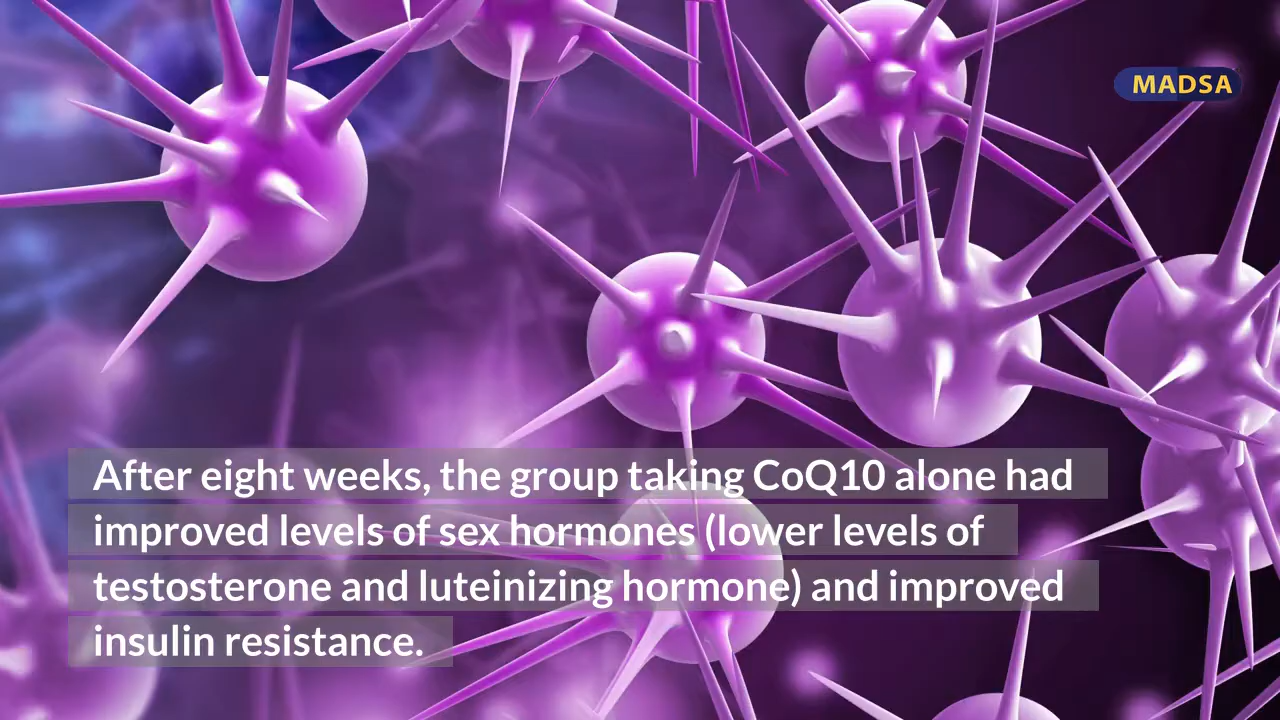 MADSA
After eight weeks, the group taking CoQ10 alone had
improved levels of sex hormones (lower levels of
testosterone and luteinizing hormone) and improved
insulin resistance.